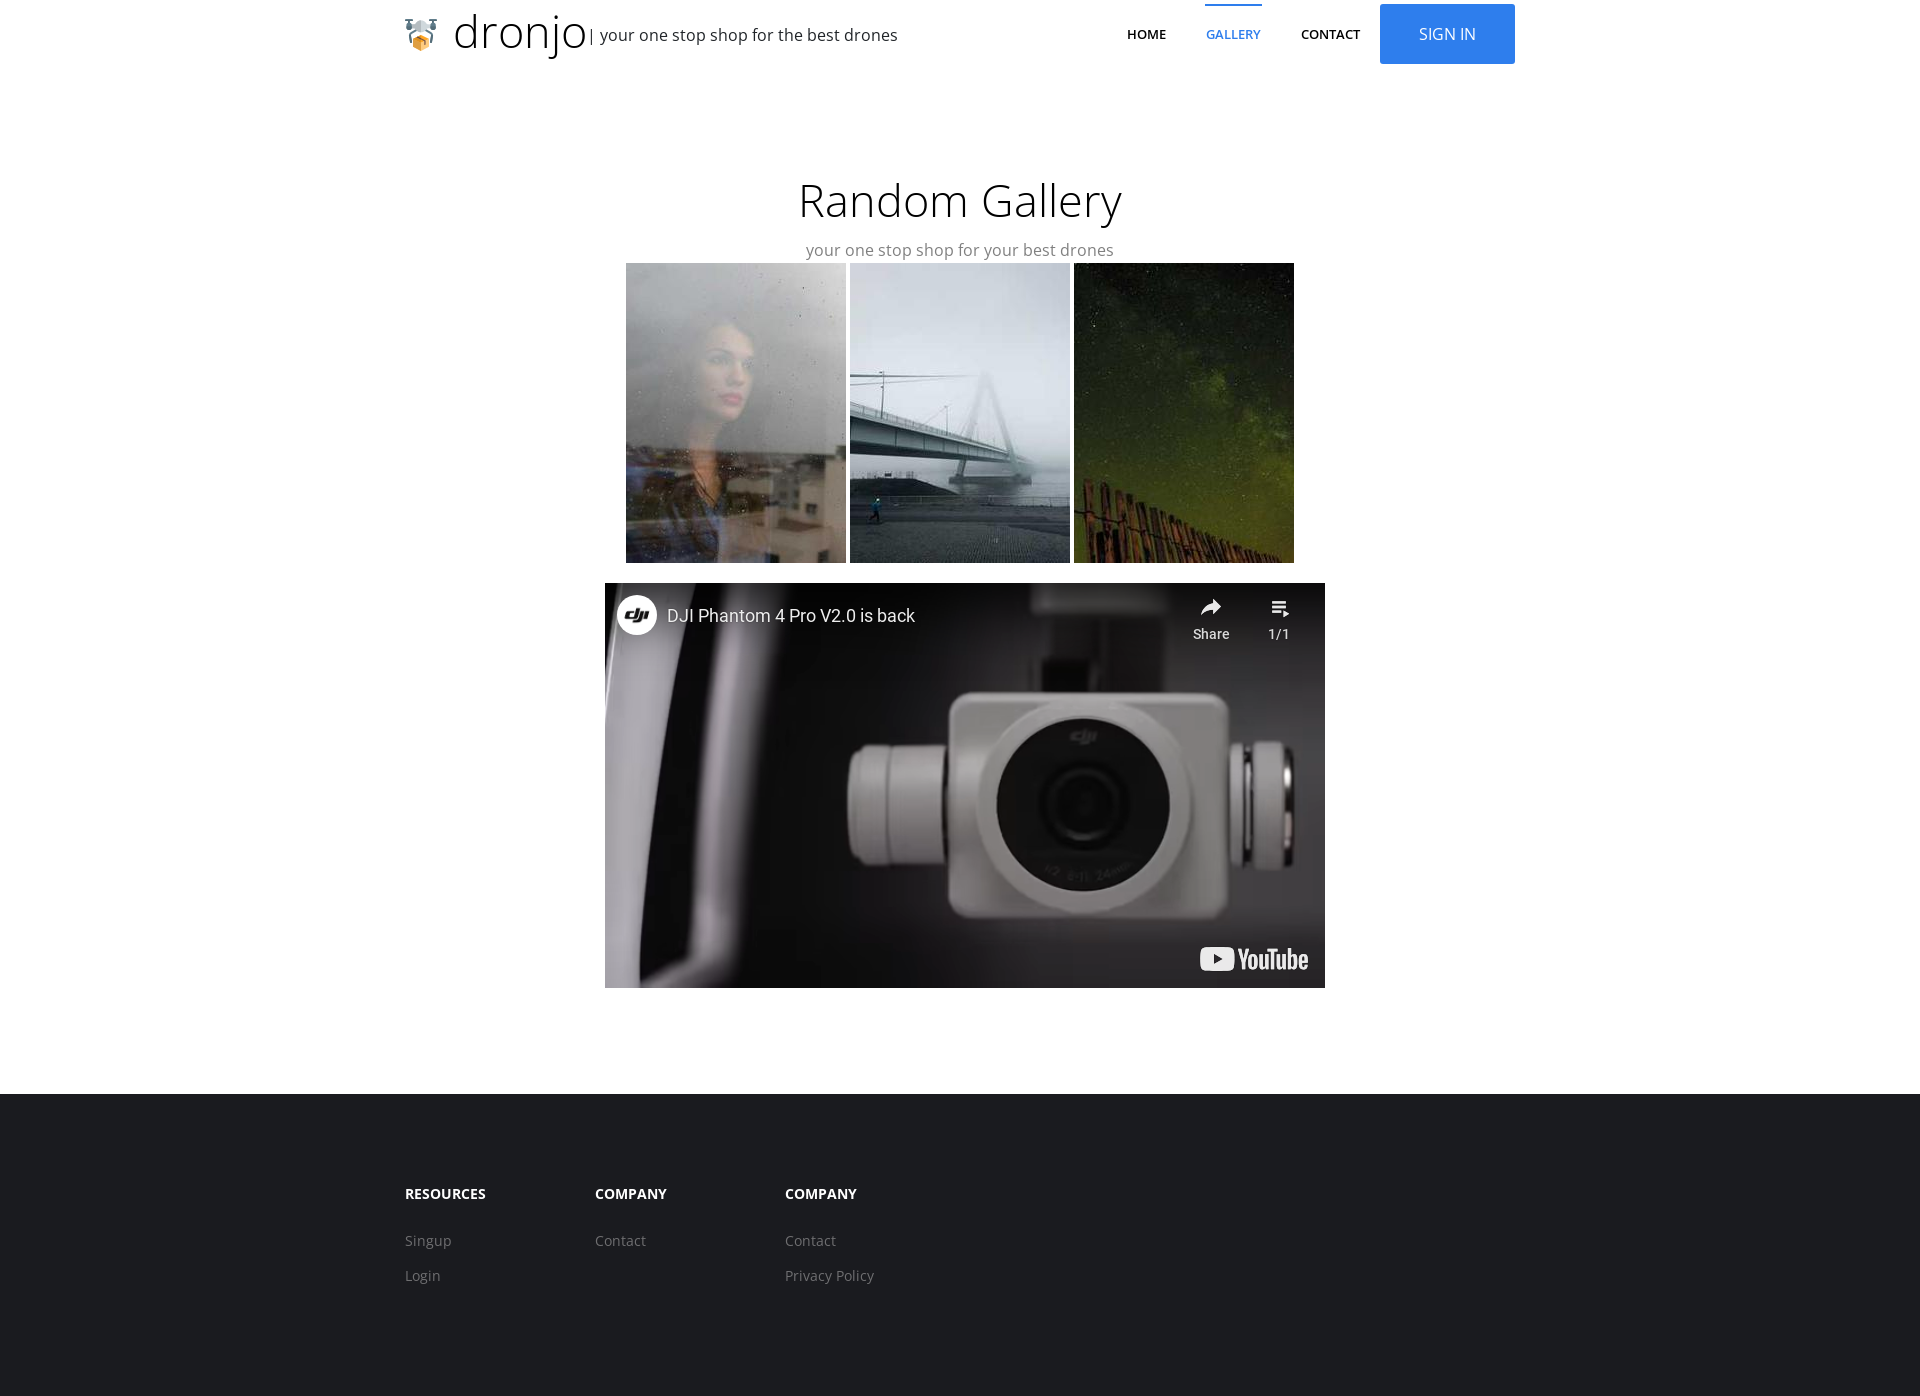 dronjo | your one stop shop for the best drones
HOME GALLERY CONTACT SIGN IN
Random Gallery
your one stop shop for your best drones
dji DJI Phantom 4 Pro V2.0 is back
Share 1/1
dji
YouTube
RESOURCES COMPANY COMPANY
Singup Contact Contact
Login Privacy Policy